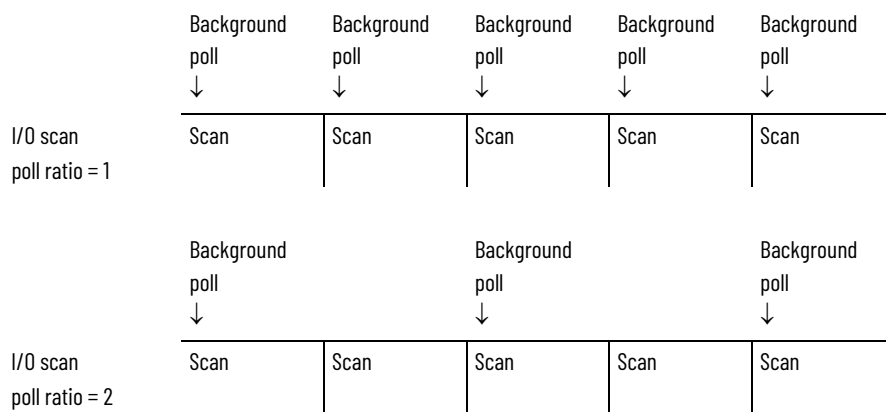 Background Background Background Background Background
poll poll poll poll poll
↓ ↓ ↓ ↓ ↓
I/O scan Scan Scan Scan Scan Scan
poll ratio = 1
Background Background Background
poll poll poll
↓ ↓ ↓
I/O scan Scan Scan Scan Scan Scan
poll ratio = 2